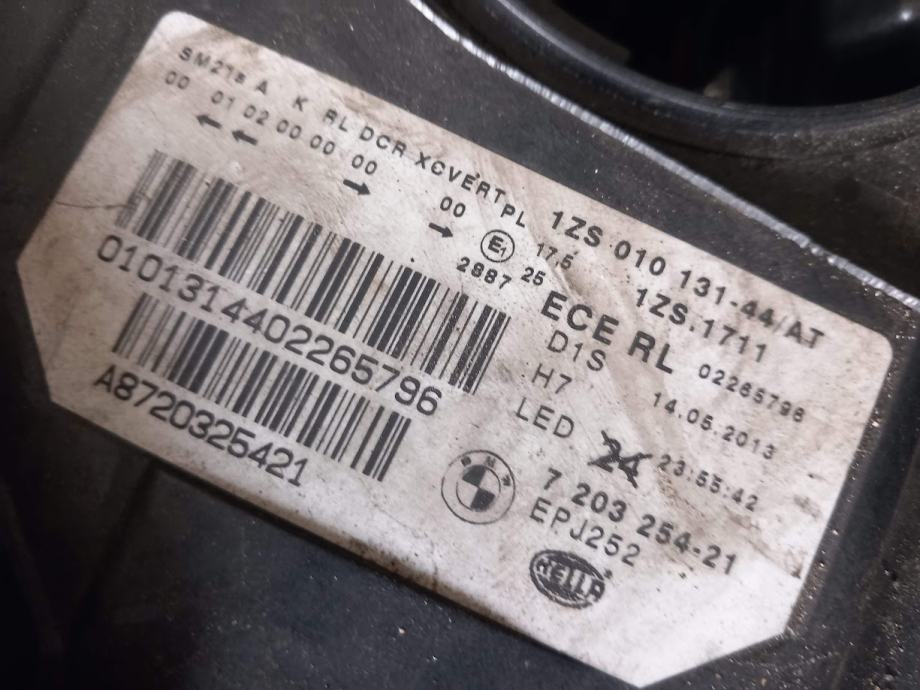 SM21s A K RL DCR XCVERT PL
1ZS 010 131-44/AT
00 01 02 00 00 00 00
17,5
1ZS.1711
← ← → →
E1
25
2887
ECE RL
02265796
D1S
14.05.2013
H7
LED
24
23:55:42
0101314402265796
A8720325421
BMW
7 203 254-21
EPJ252
HELLA